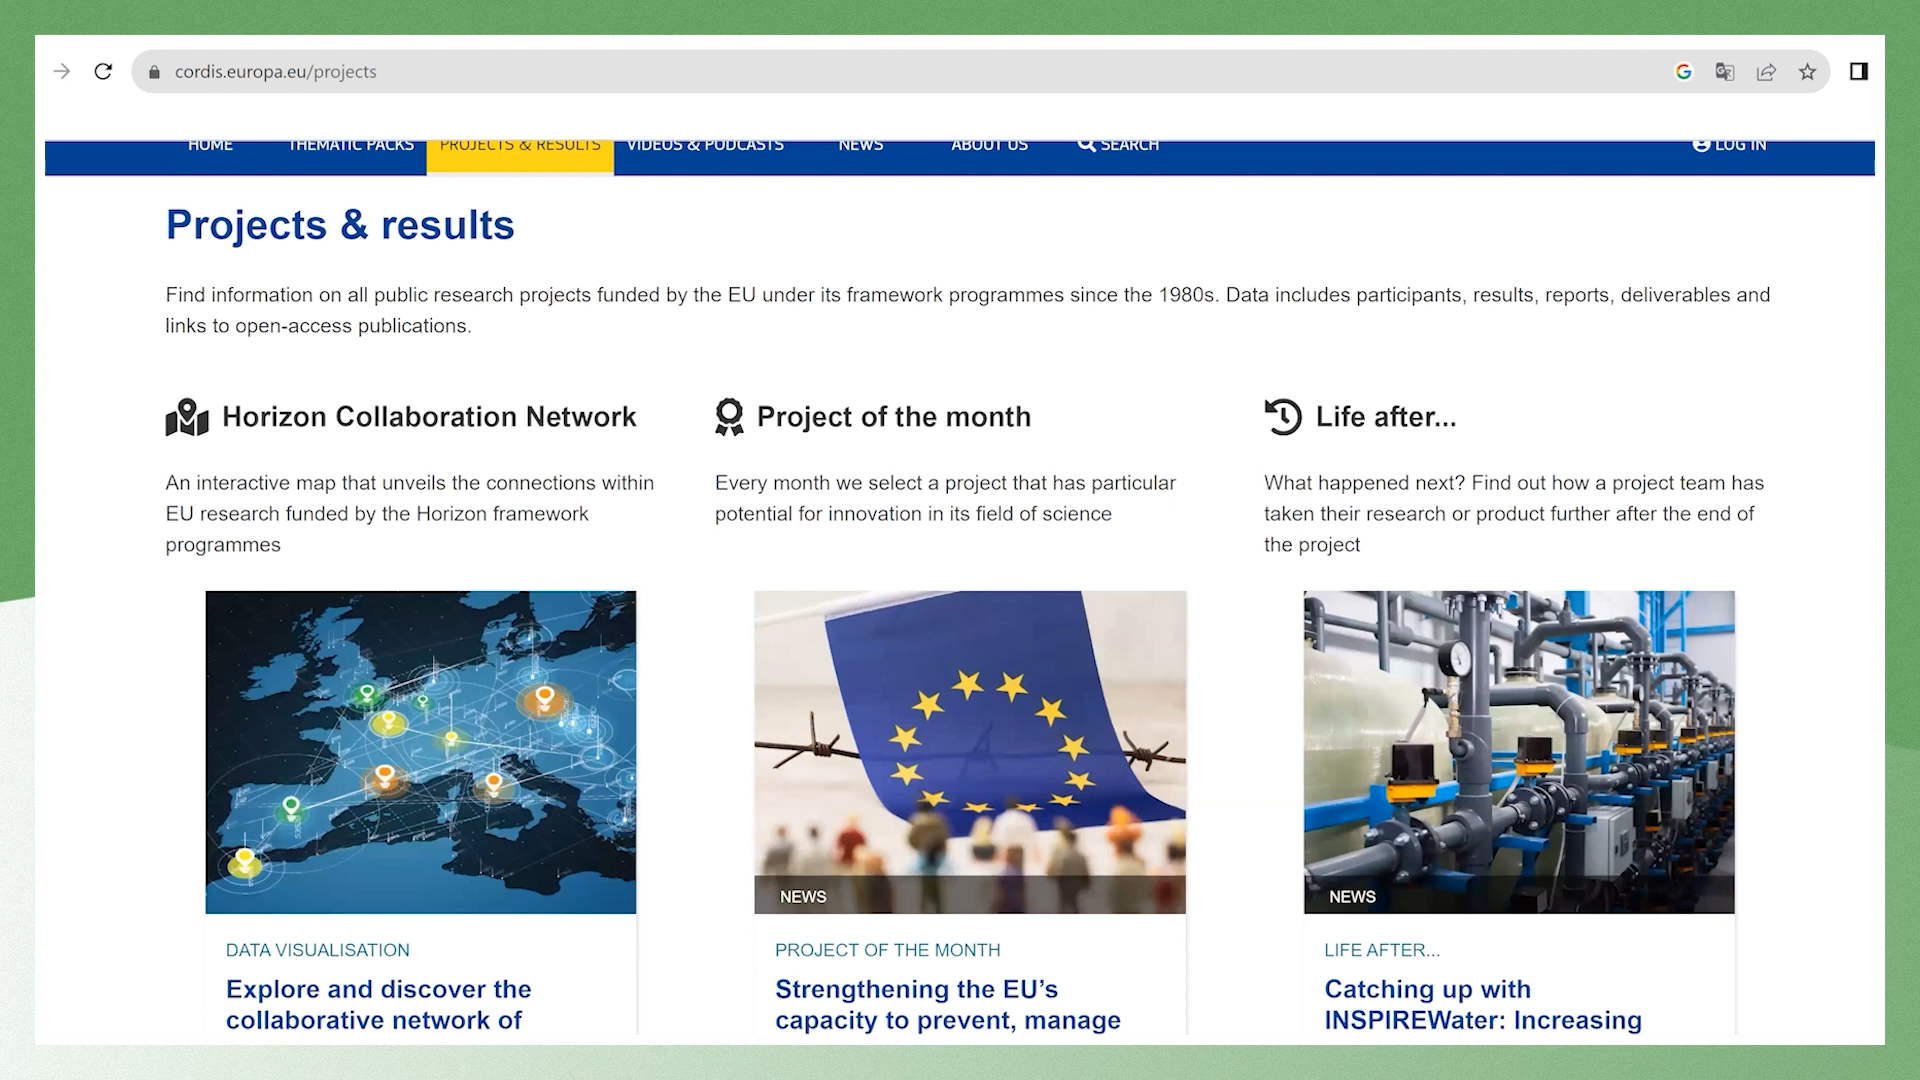 cordis.europa.eu/projects
HOME THEMATIC PACKS PROJECTS & RESULTS VIDEOS & PODCASTS NEWS ABOUT US SEARCH LOG IN
Projects & results
Find information on all public research projects funded by the EU under its framework programmes since the 1980s. Data includes participants, results, reports, deliverables and
links to open-access publications.
Horizon Collaboration Network
An interactive map that unveils the connections within
EU research funded by the Horizon framework
programmes
DATA VISUALISATION
Explore and discover the
collaborative network of
Project of the month
Every month we select a project that has particular
potential for innovation in its field of science
NEWS
PROJECT OF THE MONTH
Strengthening the EU’s
capacity to prevent, manage
Life after...
What happened next? Find out how a project team has
taken their research or product further after the end of
the project
NEWS
LIFE AFTER...
Catching up with
INSPIREWater: Increasing